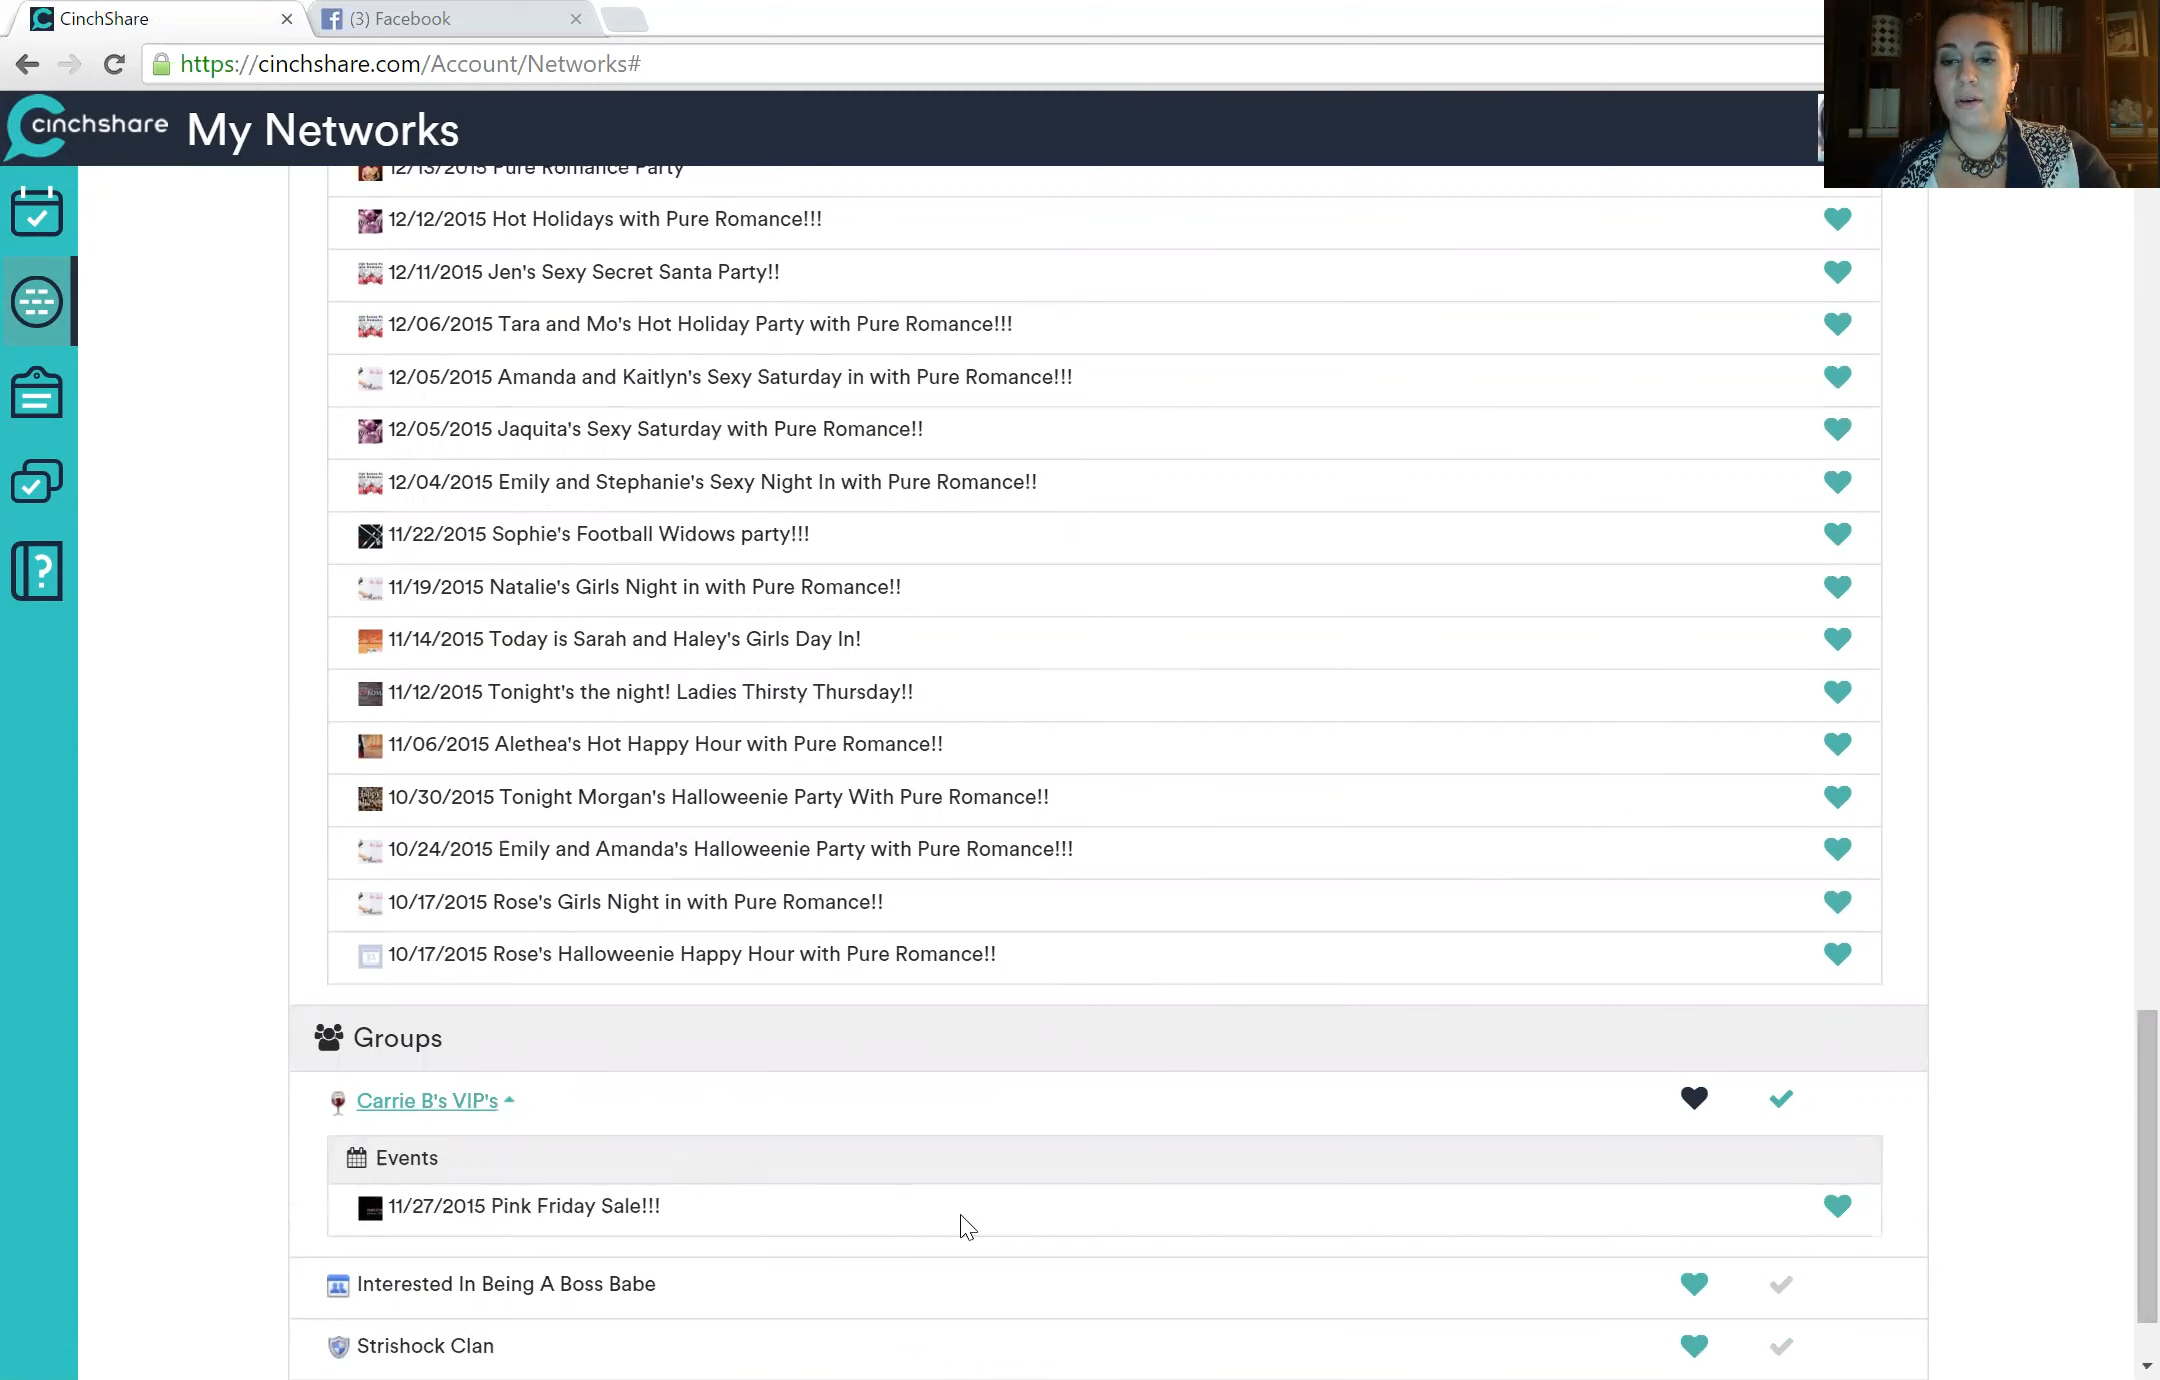 CinchShare
(3) Facebook
https://cinchshare.com/Account/Networks#
cinchshare My Networks
12/13/2015 Pure Romance Party
12/12/2015 Hot Holidays with Pure Romance!!!
12/11/2015 Jen's Sexy Secret Santa Party!!
12/06/2015 Tara and Mo's Hot Holiday Party with Pure Romance!!!
12/05/2015 Amanda and Kaitlyn's Sexy Saturday in with Pure Romance!!!
12/05/2015 Jaquita's Sexy Saturday with Pure Romance!!
12/04/2015 Emily and Stephanie's Sexy Night In with Pure Romance!!
11/22/2015 Sophie's Football Widows party!!!
11/19/2015 Natalie's Girls Night in with Pure Romance!!
11/14/2015 Today is Sarah and Haley's Girls Day In!
11/12/2015 Tonight's the night! Ladies Thirsty Thursday!!
11/06/2015 Alethea's Hot Happy Hour with Pure Romance!!
10/30/2015 Tonight Morgan's Halloweenie Party With Pure Romance!!
10/24/2015 Emily and Amanda's Halloweenie Party with Pure Romance!!!
10/17/2015 Rose's Girls Night in with Pure Romance!!
10/17/2015 Rose's Halloweenie Happy Hour with Pure Romance!!
Groups
Carrie B's VIP's
Events
11/27/2015 Pink Friday Sale!!!
Interested In Being A Boss Babe
Strishock Clan